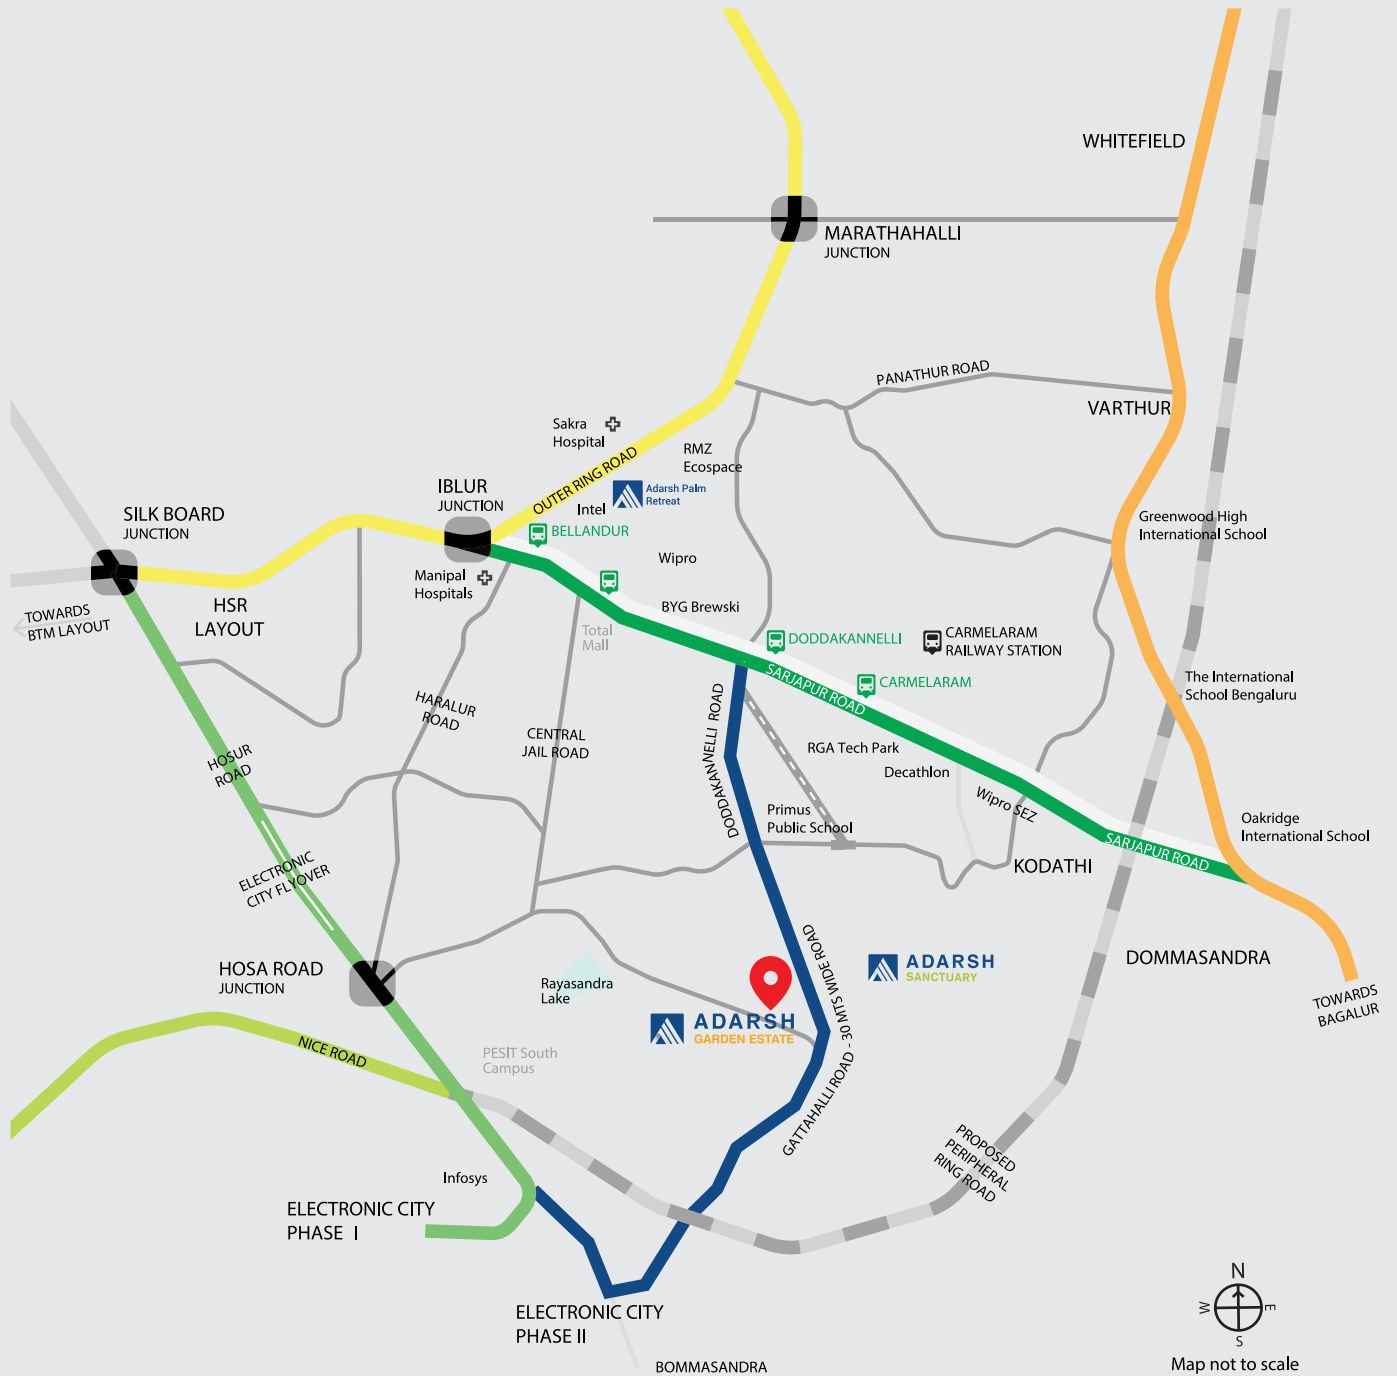 WHITEFIELD
MARATHAHALLI
JUNCTION
PANATHUR ROAD
VARTHUR
Sakra
Hospital
RMZ
Ecospace
OUTER RING ROAD
IBLUR
JUNCTION
Adarsh Palm
Retreat
Intel
SILK BOARD
JUNCTION
BELLANDUR
Greenwood High
International School
Wipro
Manipal
Hospitals
TOWARDS
BTM LAYOUT
HSR
LAYOUT
BYG Brewski
Total
Mall
DODDAKANNELLI
CARMELARAM
RAILWAY STATION
SARJAPUR ROAD
CARMELARAM
The International
School Bengaluru
HARALUR
ROAD
DODDAKANNELLI ROAD
CENTRAL
JAIL ROAD
RGA Tech Park
HOSUR
ROAD
Decathlon
Wipro SEZ
Primus
Public School
Oakridge
International School
SARJAPUR ROAD
KODATHI
ELECTRONIC
CITY FLYOVER
HOSA ROAD
JUNCTION
Rayasandra
Lake
ADARSH
SANCTUARY
DOMMASANDRA
TOWARDS
BAGALUR
ADARSH
GARDEN ESTATE
GATTAHALLI ROAD - 30 MTS WIDE ROAD
NICE ROAD
PESIT South
Campus
PROPOSED
PERIPHERAL
RING ROAD
Infosys
ELECTRONIC CITY
PHASE I
ELECTRONIC CITY
PHASE II
BOMMASANDRA
N
W
E
S
Map not to scale